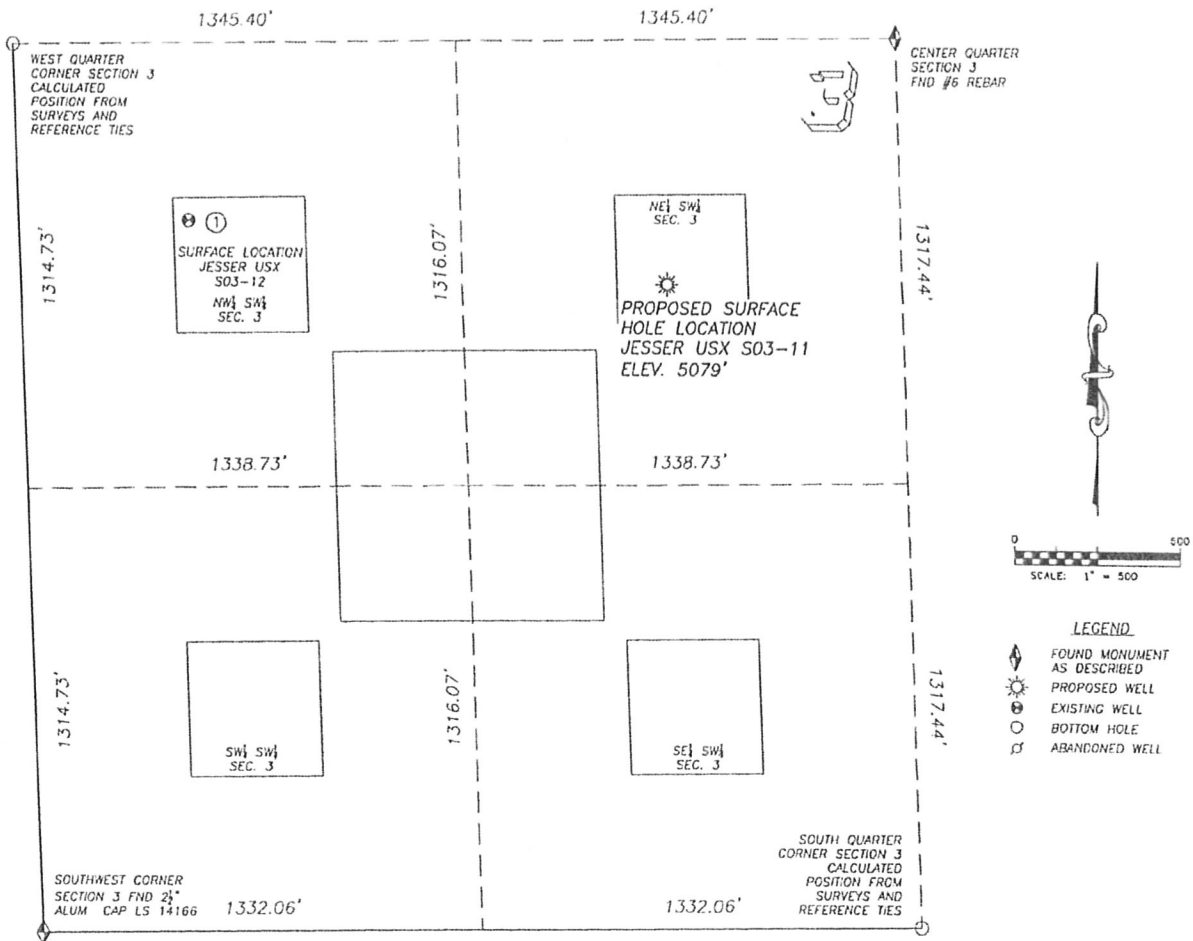 1345.40'
1345.40'
WEST QUARTER
CORNER SECTION 3
CALCULATED
POSITION FROM
SURVEYS AND
REFERENCE TIES
CENTER QUARTER
SECTION 3
FND #6 REBAR
1314.73'
1316.07'
1317.44'
①
SURFACE LOCATION
JESSER USX
S03-12
NW¼ SW¼
SEC. 3
NE¼ SW¼
SEC. 3
PROPOSED SURFACE
HOLE LOCATION
JESSER USX S03-11
ELEV. 5079'
1338.73'
1338.73'
0 500
SCALE: 1" = 500
LEGEND
FOUND MONUMENT
AS DESCRIBED
PROPOSED WELL
EXISTING WELL
BOTTOM HOLE
ABANDONED WELL
1314.73'
1316.07'
1317.44'
SW¼ SW¼
SEC. 3
SE¼ SW¼
SEC. 3
SOUTHWEST CORNER
SECTION 3 FND 2½"
ALUM CAP LS 14166
1332.06'
1332.06'
SOUTH QUARTER
CORNER SECTION 3
CALCULATED
POSITION FROM
SURVEYS AND
REFERENCE TIES